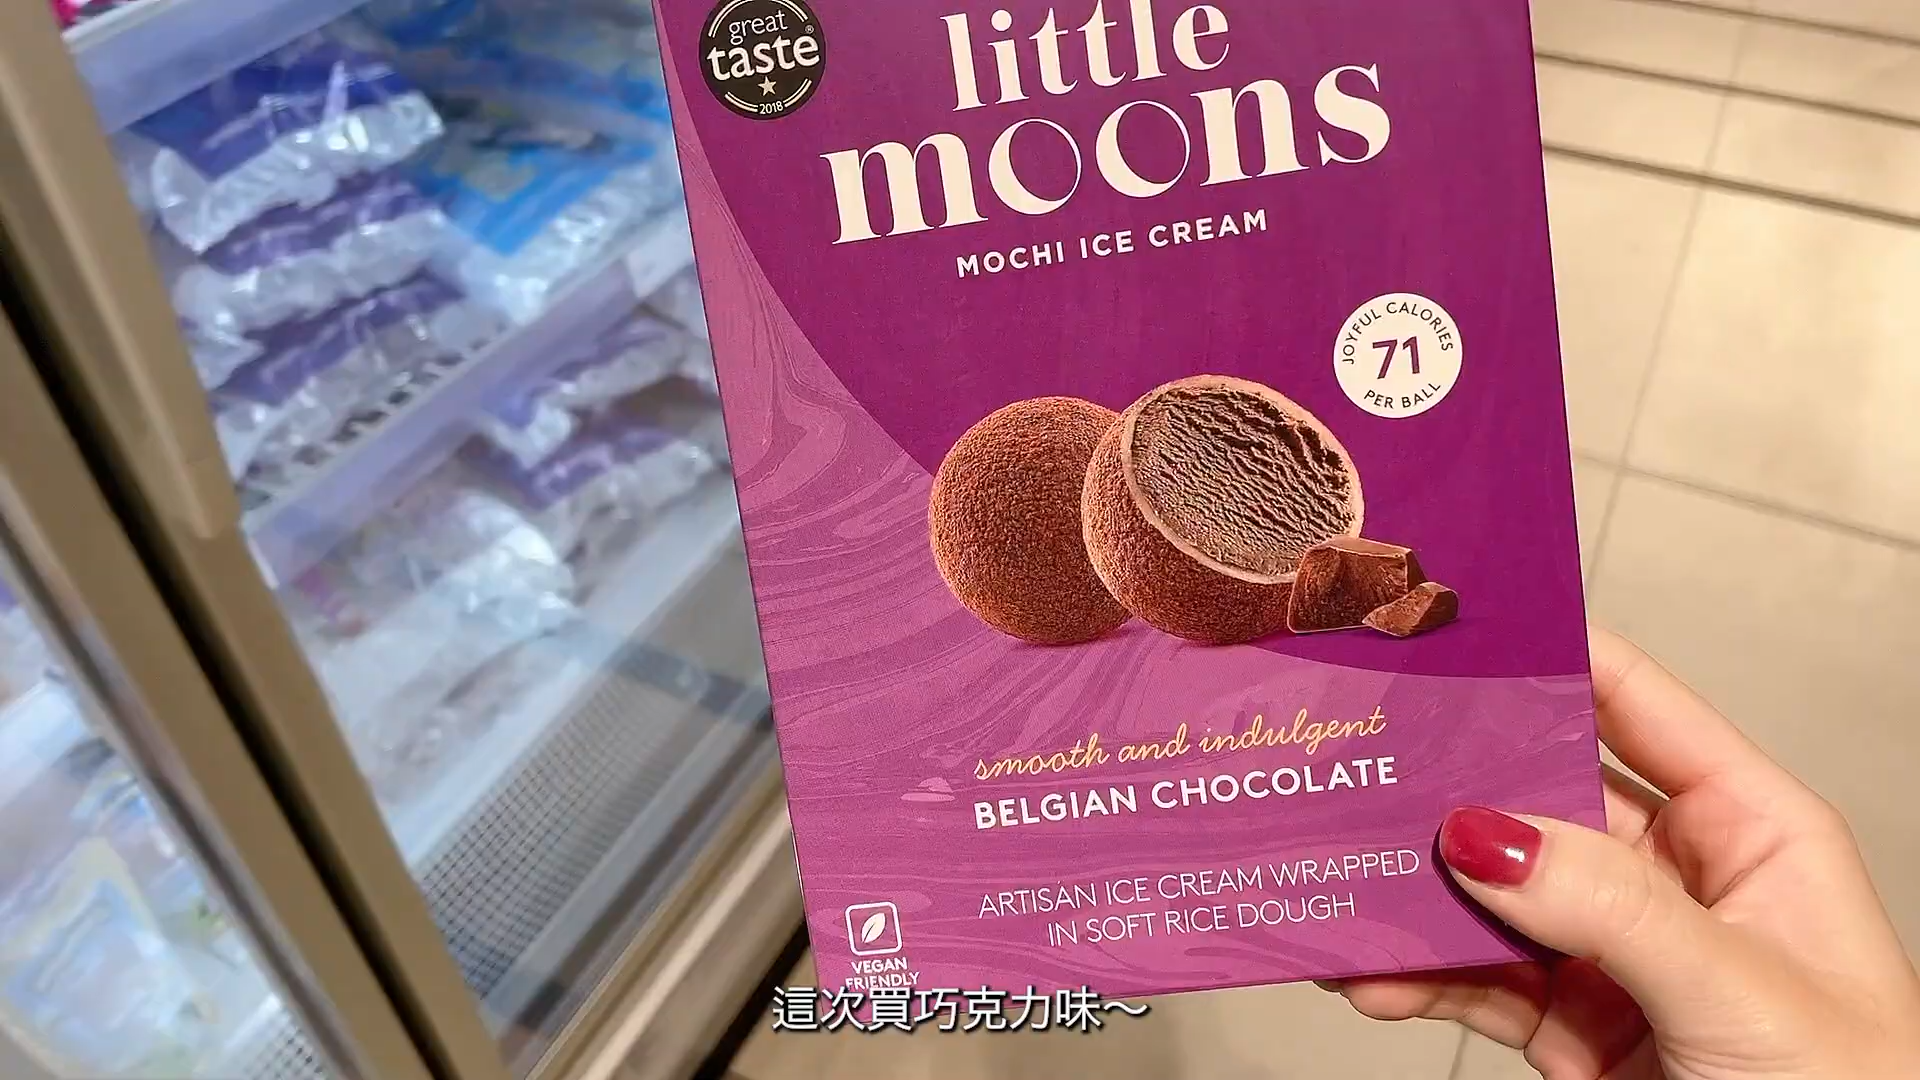 great
taste
2018
little
moons
MOCHI ICE CREAM
JOYFUL CALORIES
71
PER BALL
smooth and indulgent
BELGIAN CHOCOLATE
ARTISAN ICE CREAM WRAPPED
IN SOFT RICE DOUGH
VEGAN
FRIENDLY
這次買巧克力味～